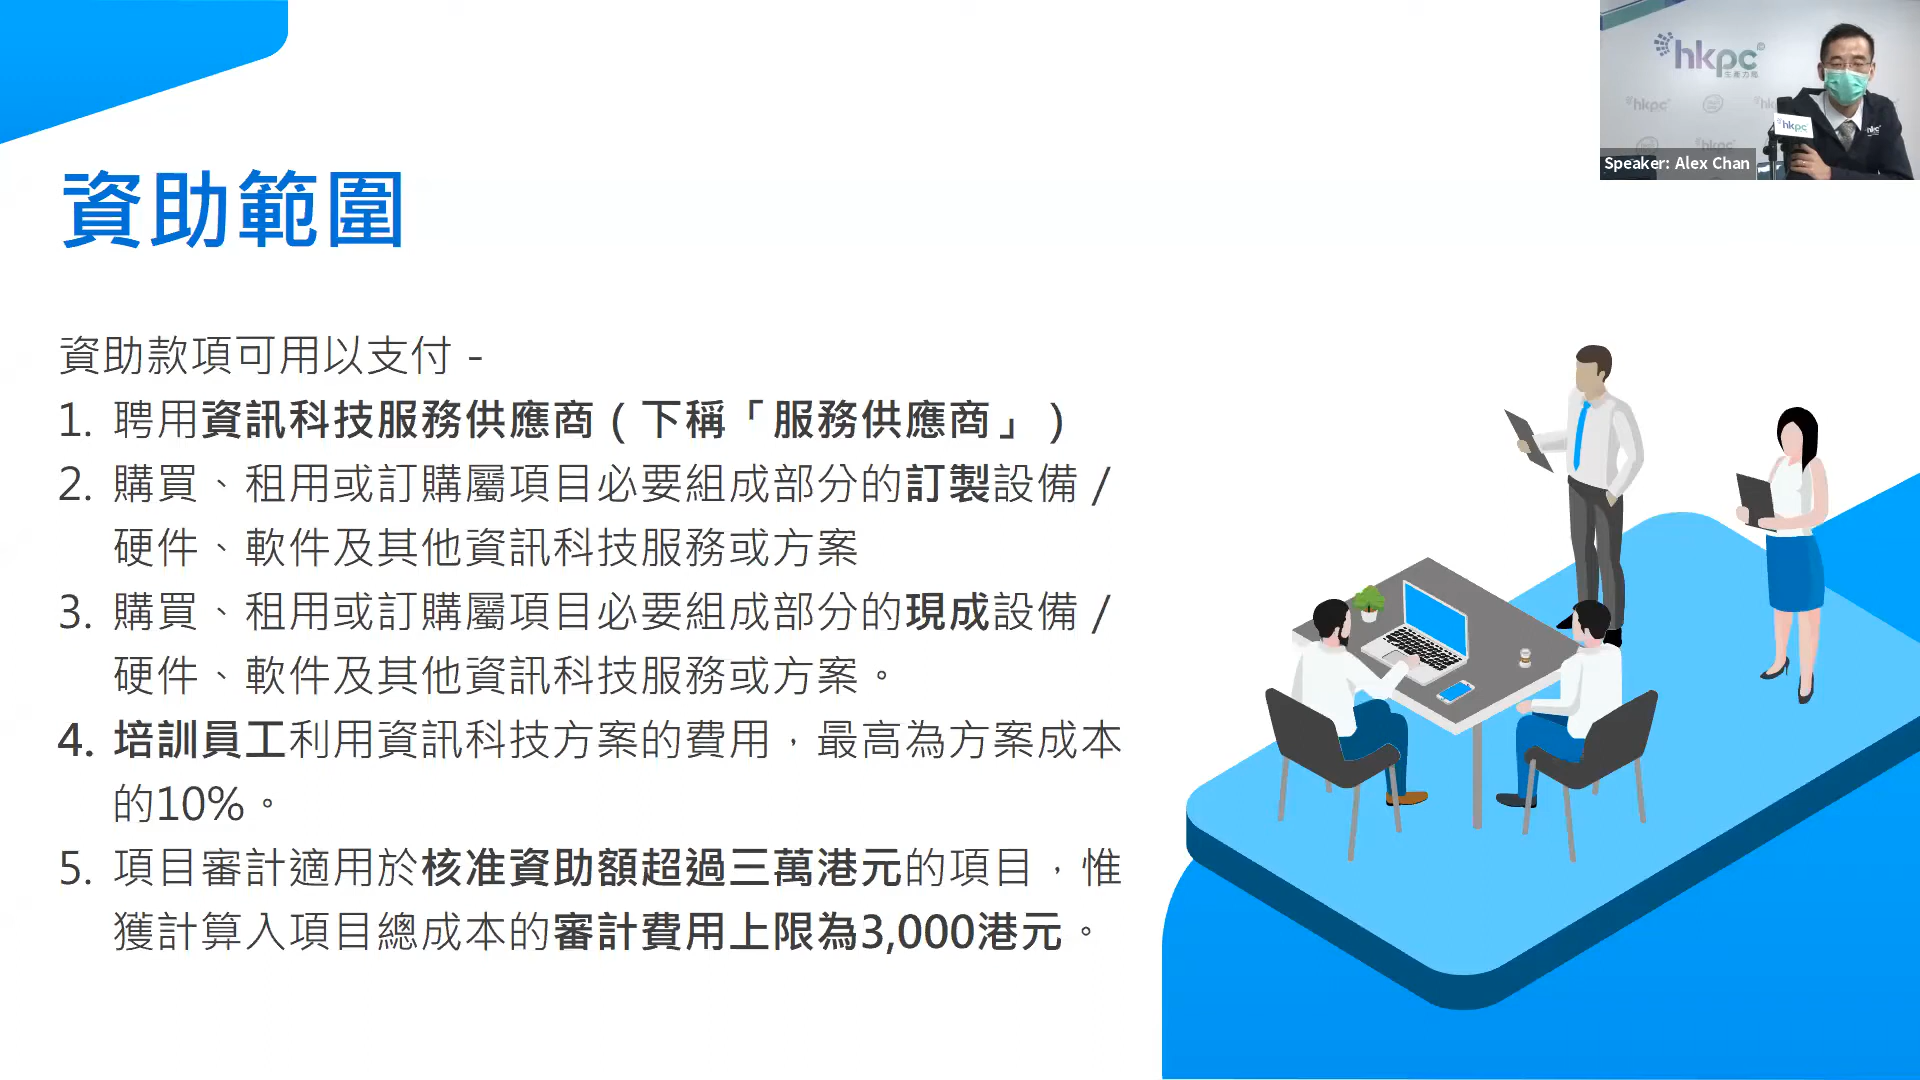 hkpc
生產力局
hkpc
hkpc
hkpc
Speaker: Alex Chan
資助範圍
資助款項可用以支付 -
1. 聘用資訊科技服務供應商（下稱「服務供應商」）
2. 購買、租用或訂購屬項目必要組成部分的訂製設備 /
硬件、軟件及其他資訊科技服務或方案
3. 購買、租用或訂購屬項目必要組成部分的現成設備 /
硬件、軟件及其他資訊科技服務或方案。
4. 培訓員工利用資訊科技方案的費用，最高為方案成本
的10%。
5. 項目審計適用於核准資助額超過三萬港元的項目，惟
獲計算入項目總成本的審計費用上限為3,000港元。